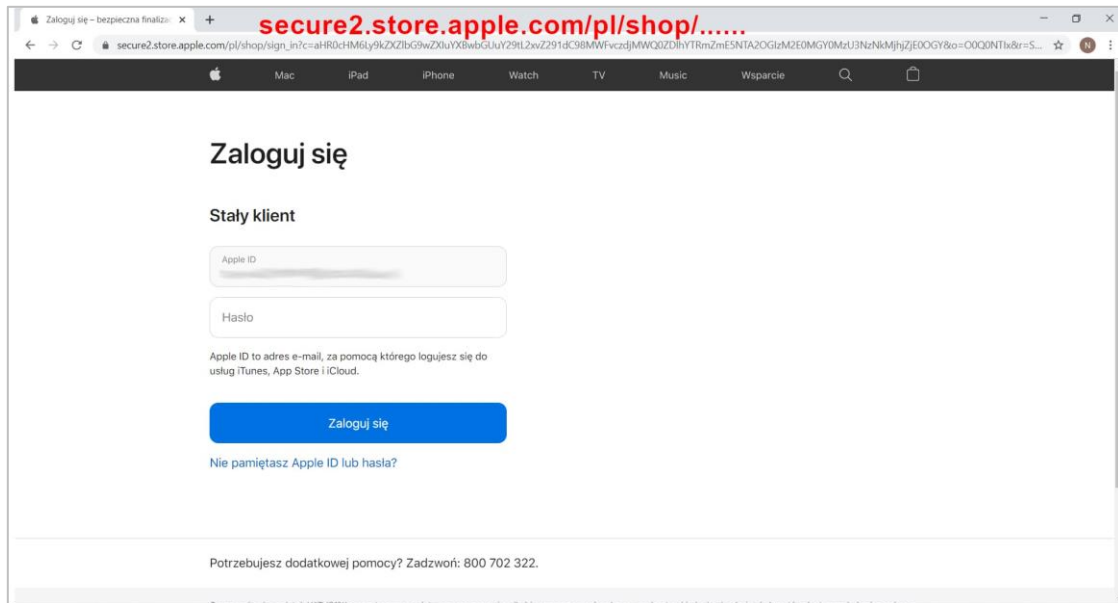 Zaloguj się – bezpieczna finaliza
secure2.store.apple.com/pl/shop/......
secure2.store.apple.com/pl/shop/sign_in?c=
Mac iPad iPhone Watch TV Music Wsparcie
N
Zaloguj się
Stały klient
Apple ID
Hasło
Apple ID to adres e-mail, za pomocą którego logujesz się do
usług iTunes, App Store i iCloud.
Zaloguj się
Nie pamiętasz Apple ID lub hasła?
Potrzebujesz dodatkowej pomocy? Zadzwoń: 800 702 322.